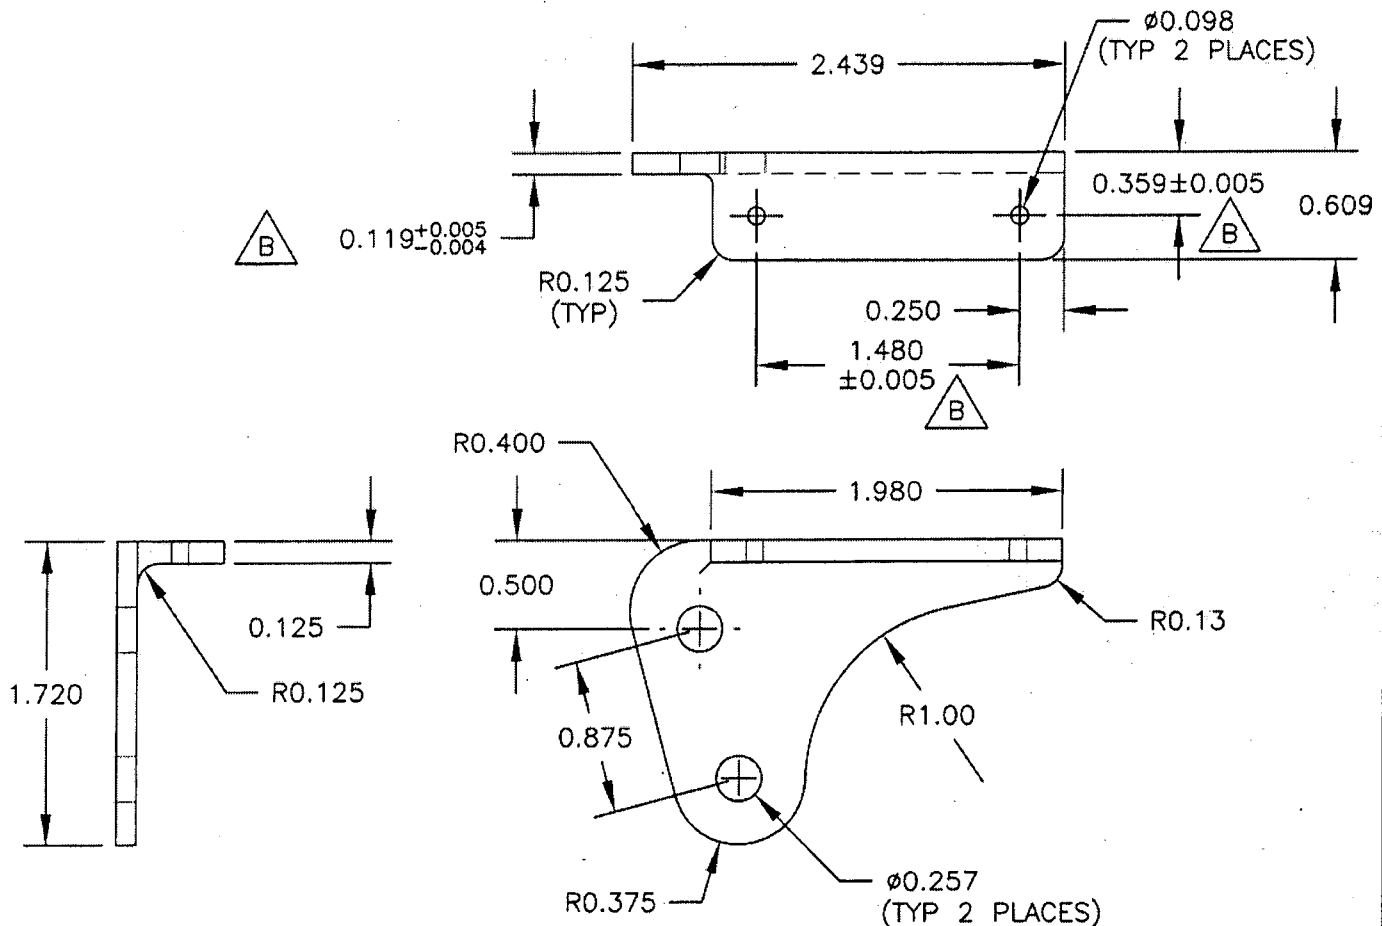 ø0.098
(TYP 2 PLACES)
2.439
0.359±0.005
0.609
B
0.119+0.005
-0.004
B
R0.125
(TYP)
0.250
1.480
±0.005
B
R0.400
1.980
0.500
0.125
R0.13
1.720
R0.125
0.875
R1.00
R0.375
ø0.257
(TYP 2 PLACES)